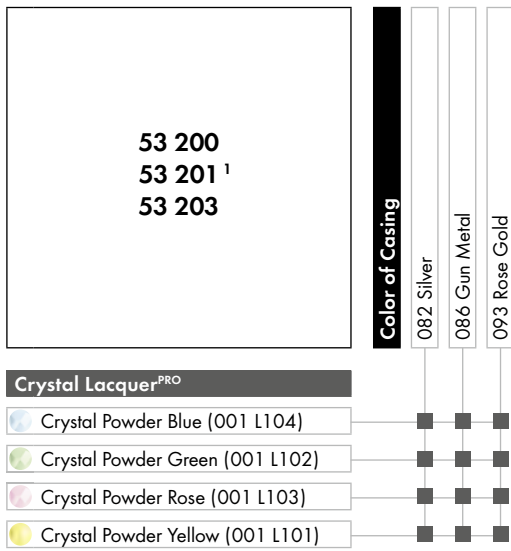 53 200
53 201 ¹
53 203
Color of Casing
082 Silver
086 Gun Metal
093 Rose Gold
Crystal Lacquerᴾᴿᴼ
Crystal Powder Blue (001 L104)
Crystal Powder Green (001 L102)
Crystal Powder Rose (001 L103)
Crystal Powder Yellow (001 L101)